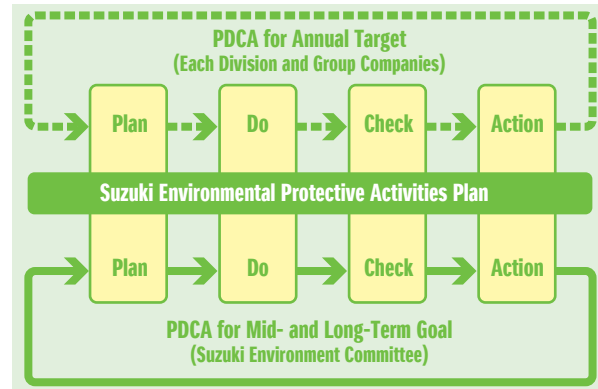 PDCA for Annual Target
(Each Division and Group Companies)
Plan
Do
Check
Action
Suzuki Environmental Protective Activities Plan
Plan
Do
Check
Action
PDCA for Mid- and Long-Term Goal
(Suzuki Environment Committee)